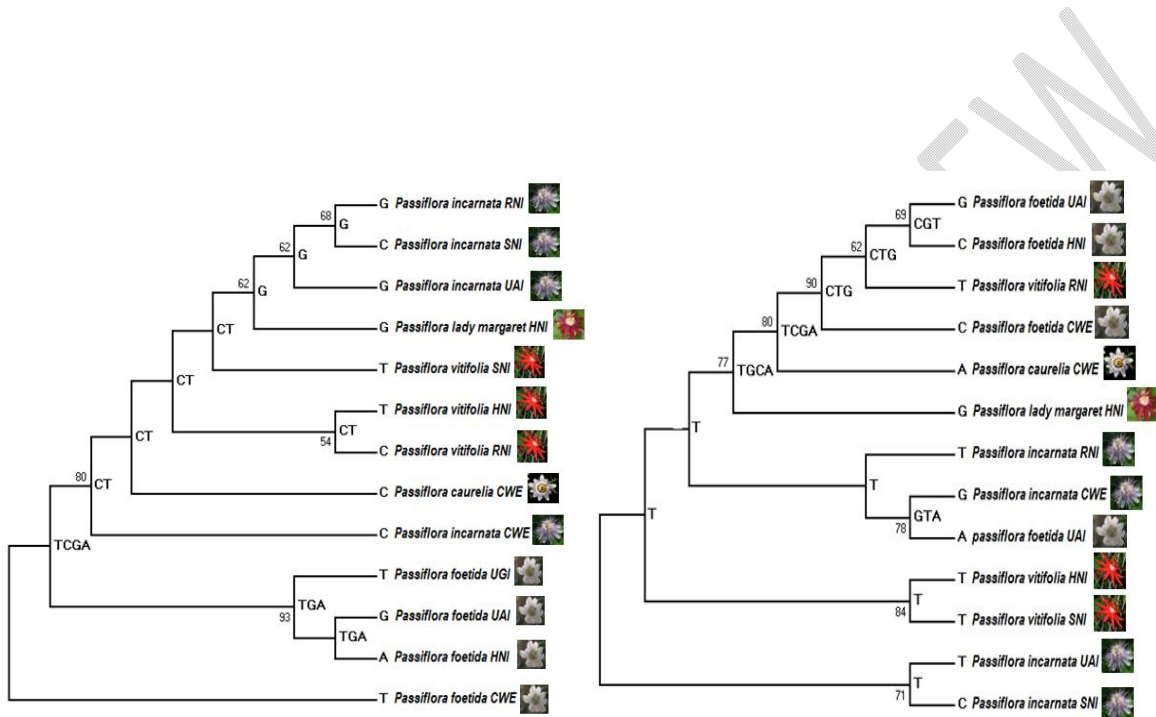 G Passiflora incarnata RNI
68
G
C Passiflora incarnata SNI
62
G
G Passiflora incarnata UAI
62
G
G Passiflora lady margaret HNI
CT
T Passiflora vitifolia SNI
CT
T Passiflora vitifolia HNI
CT
54
C Passiflora vitifolia RNI
CT
C Passiflora caurelia CWE
80
CT
C Passiflora incarnata CWE
TCGA
T Passiflora foetida UGI
TGA
93
G Passiflora foetida UAI
TGA
A Passiflora foetida HNI
T Passiflora foetida CWE
G Passiflora foetida UAI
69
CGT
C Passiflora foetida HNI
62
CTG
T Passiflora vitifolia RNI
90
CTG
C Passiflora foetida CWE
80
TCGA
A Passiflora caurelia CWE
77
TGCA
G Passiflora lady margaret HNI
T
T Passiflora incarnata RNI
T
G Passiflora incarnata CWE
GTA
78
A passiflora foetida UAI
T
T Passiflora vitifolia HNI
T
84
T Passiflora vitifolia SNI
T Passiflora incarnata UAI
T
71
C Passiflora incarnata SNI